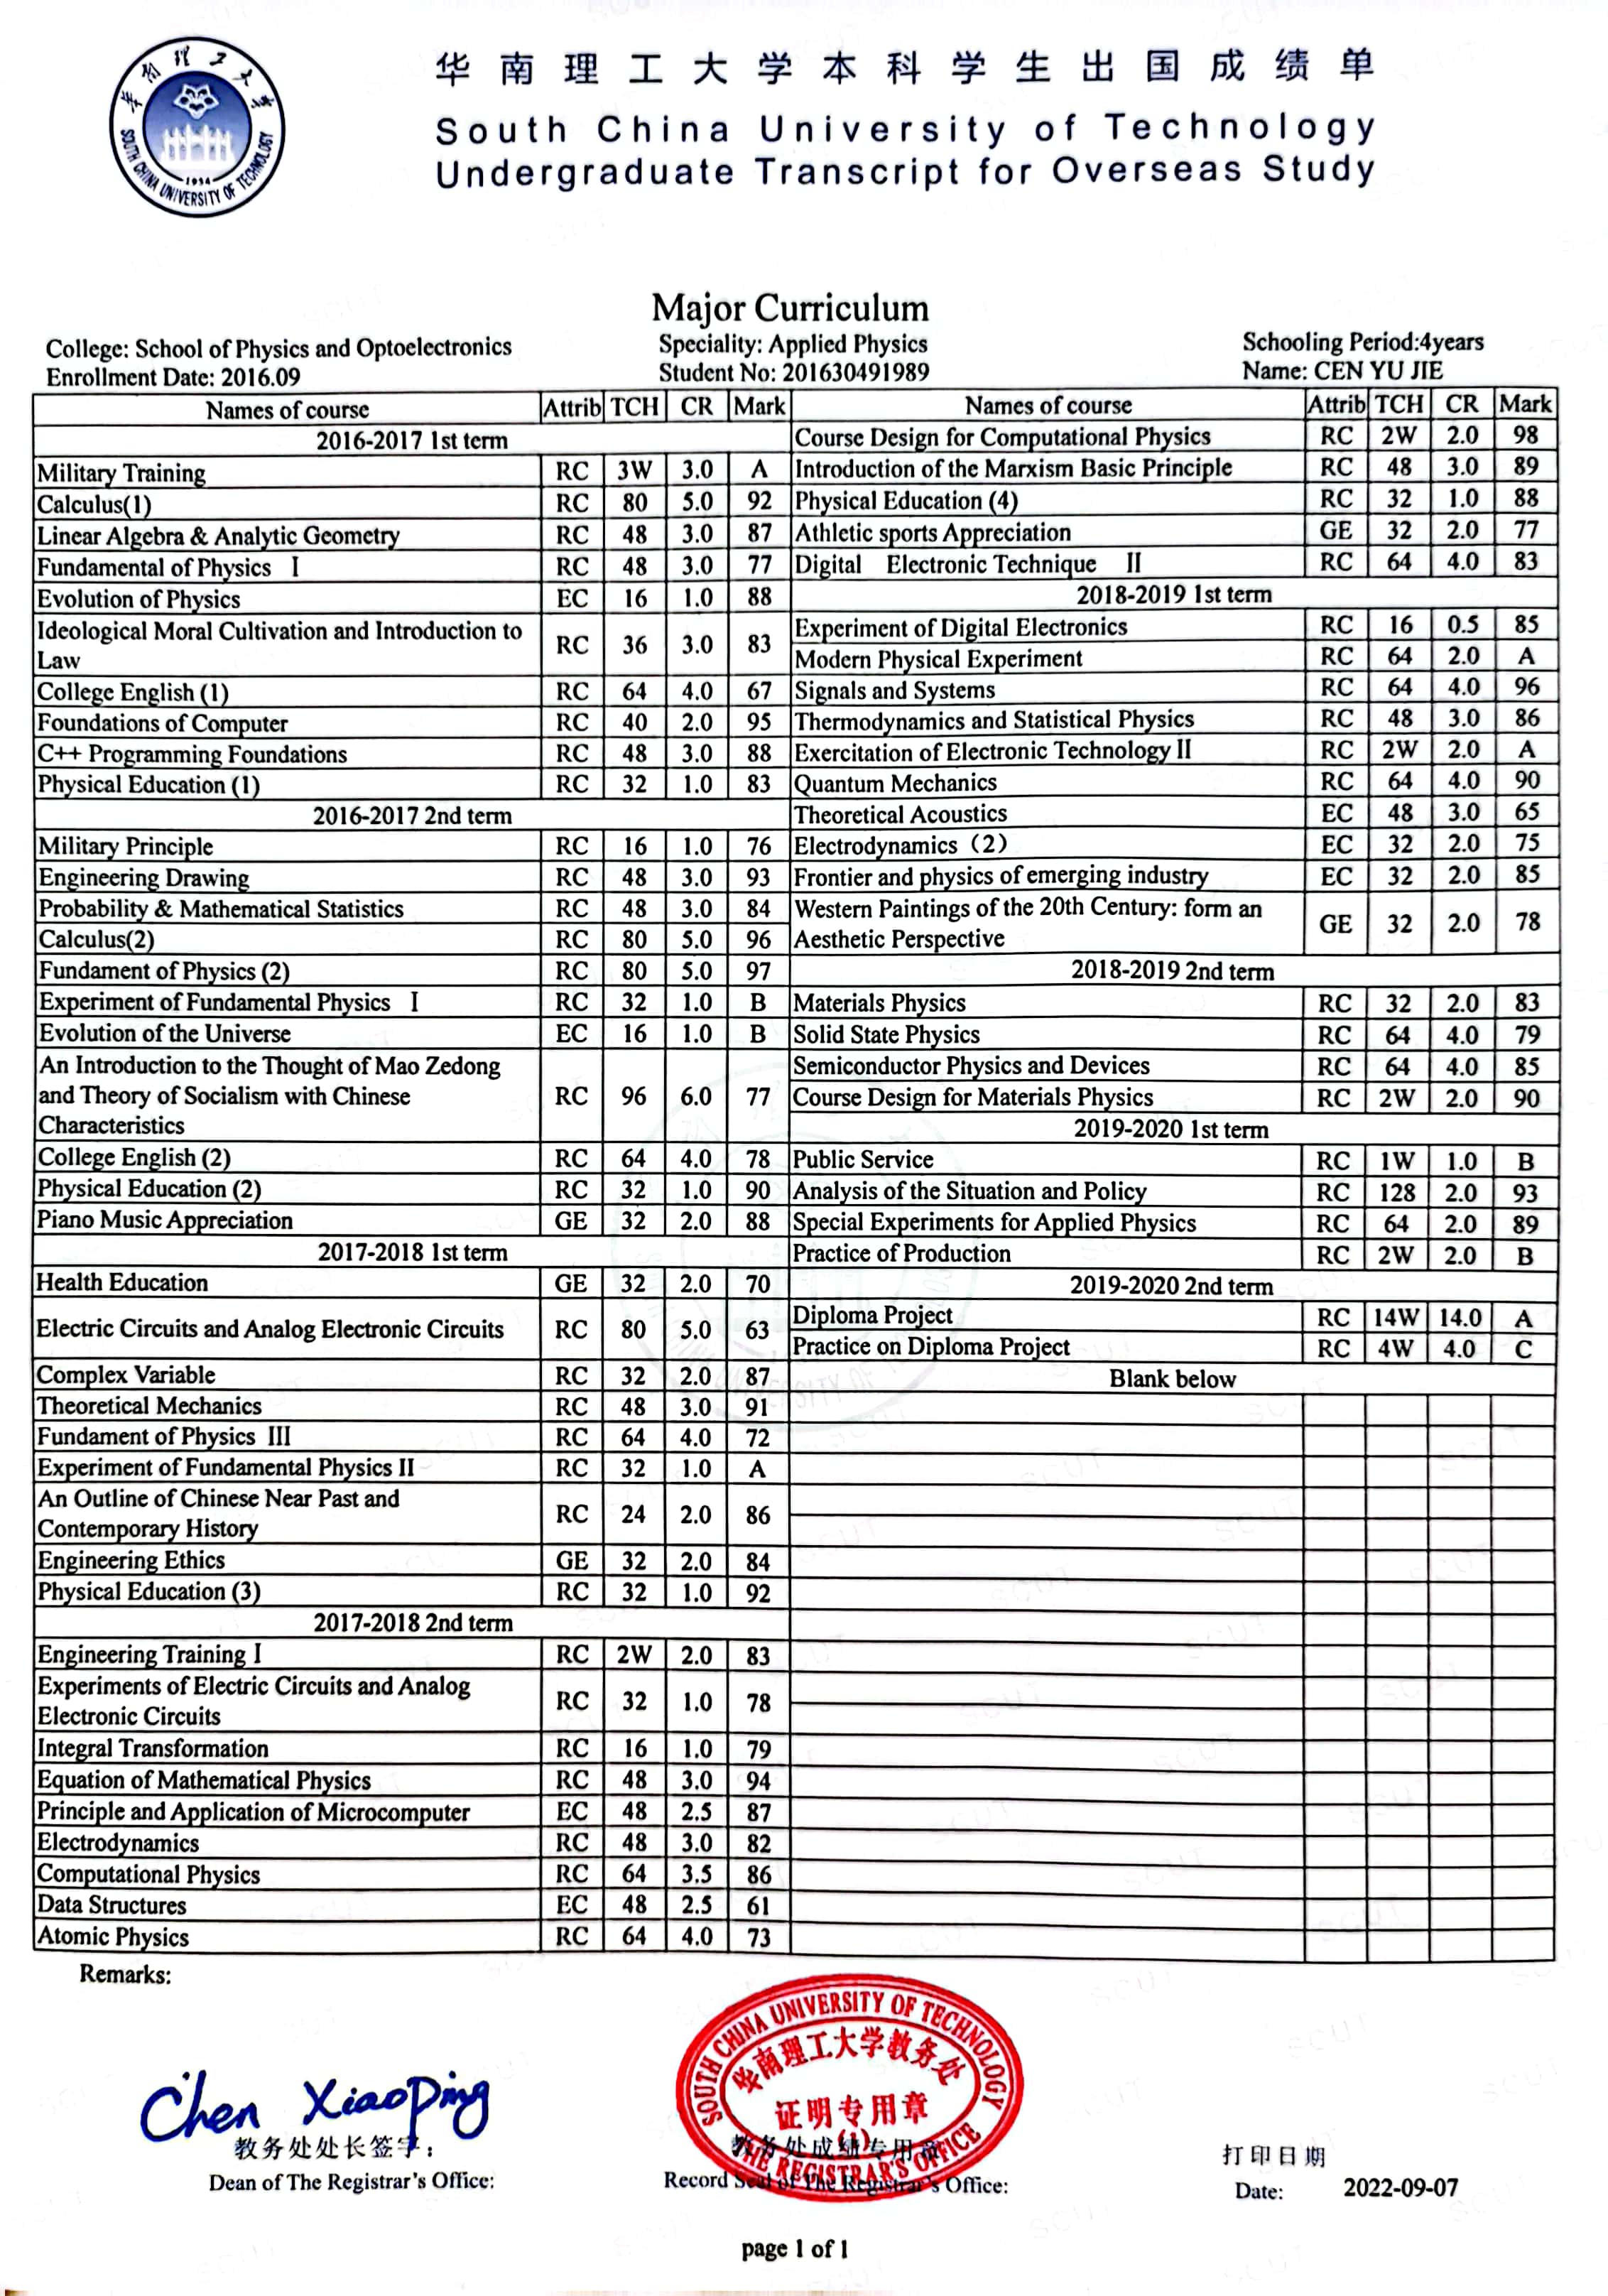 华南理工大学
SOUTH CHINA UNIVERSITY OF TECHNOLOGY
1934
华南理工大学本科学生出国成绩单
South China University of Technology
Undergraduate Transcript for Overseas Study
Major Curriculum
College: School of Physics and Optoelectronics Speciality: Applied Physics Schooling Period:4years
Enrollment Date: 2016.09 Student No: 201630491989 Name: CEN YU JIE
Names of course Attrib TCH CR Mark
2016-2017 1st term
Military Training RC 3W 3.0 A
Calculus(1) RC 80 5.0 92
Linear Algebra & Analytic Geometry RC 48 3.0 87
Fundamental of Physics I RC 48 3.0 77
Evolution of Physics EC 16 1.0 88
Ideological Moral Cultivation and Introduction to
Law RC 36 3.0 83
College English (1) RC 64 4.0 67
Foundations of Computer RC 40 2.0 95
C++ Programming Foundations RC 48 3.0 88
Physical Education (1) RC 32 1.0 83
2016-2017 2nd term
Military Principle RC 16 1.0 76
Engineering Drawing RC 48 3.0 93
Probability & Mathematical Statistics RC 48 3.0 84
Calculus(2) RC 80 5.0 96
Fundament of Physics (2) RC 80 5.0 97
Experiment of Fundamental Physics I RC 32 1.0 B
Evolution of the Universe EC 16 1.0 B
An Introduction to the Thought of Mao Zedong
and Theory of Socialism with Chinese RC 96 6.0 77
Characteristics
College English (2) RC 64 4.0 78
Physical Education (2) RC 32 1.0 90
Piano Music Appreciation GE 32 2.0 88
2017-2018 1st term
Health Education GE 32 2.0 70
Electric Circuits and Analog Electronic Circuits RC 80 5.0 63
Complex Variable RC 32 2.0 87
Theoretical Mechanics RC 48 3.0 91
Fundament of Physics III RC 64 4.0 72
Experiment of Fundamental Physics II RC 32 1.0 A
An Outline of Chinese Near Past and
Contemporary History RC 24 2.0 86
Engineering Ethics GE 32 2.0 84
Physical Education (3) RC 32 1.0 92
2017-2018 2nd term
Engineering Training I RC 2W 2.0 83
Experiments of Electric Circuits and Analog
Electronic Circuits RC 32 1.0 78
Integral Transformation RC 16 1.0 79
Equation of Mathematical Physics RC 48 3.0 94
Principle and Application of Microcomputer EC 48 2.5 87
Electrodynamics RC 48 3.0 82
Computational Physics RC 64 3.5 86
Data Structures EC 48 2.5 61
Atomic Physics RC 64 4.0 73
Names of course Attrib TCH CR Mark
Course Design for Computational Physics RC 2W 2.0 98
Introduction of the Marxism Basic Principle RC 48 3.0 89
Physical Education (4) RC 32 1.0 88
Athletic sports Appreciation GE 32 2.0 77
Digital Electronic Technique II RC 64 4.0 83
2018-2019 1st term
Experiment of Digital Electronics RC 16 0.5 85
Modern Physical Experiment RC 64 2.0 A
Signals and Systems RC 64 4.0 96
Thermodynamics and Statistical Physics RC 48 3.0 86
Exercitation of Electronic Technology II RC 2W 2.0 A
Quantum Mechanics RC 64 4.0 90
Theoretical Acoustics EC 48 3.0 65
Electrodynamics（2） EC 32 2.0 75
Frontier and physics of emerging industry EC 32 2.0 85
Western Paintings of the 20th Century: form an
Aesthetic Perspective GE 32 2.0 78
2018-2019 2nd term
Materials Physics RC 32 2.0 83
Solid State Physics RC 64 4.0 79
Semiconductor Physics and Devices RC 64 4.0 85
Course Design for Materials Physics RC 2W 2.0 90
2019-2020 1st term
Public Service RC 1W 1.0 B
Analysis of the Situation and Policy RC 128 2.0 93
Special Experiments for Applied Physics RC 64 2.0 89
Practice of Production RC 2W 2.0 B
2019-2020 2nd term
Diploma Project RC 14W 14.0 A
Practice on Diploma Project RC 4W 4.0 C
Blank below
Remarks:
Chen XiaoPing
教务处处长签字：
Dean of The Registrar's Office:
SOUTH CHINA UNIVERSITY OF TECHNOLOGY
华南理工大学教务处
证明专用章
(1)
THE REGISTRAR'S OFFICE
教务处成绩专用章
Record Seal of The Registrar's Office:
打印日期
Date: 2022-09-07
page 1 of 1